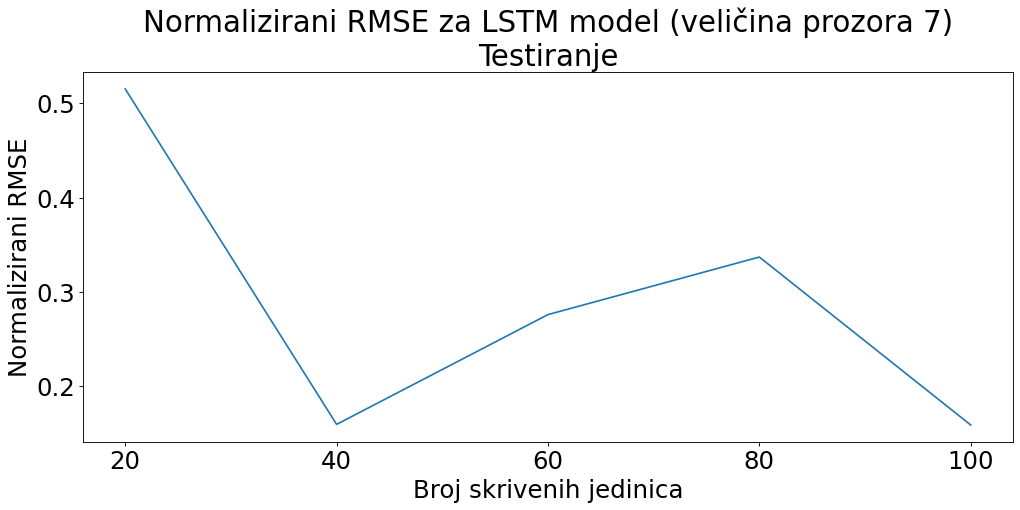 Normalizirani RMSE za LSTM model (veličina prozora 7)
Testiranje
0.5
0.4
0.3
0.2
Normalizirani RMSE
20 40 60 80 100
Broj skrivenih jedinica